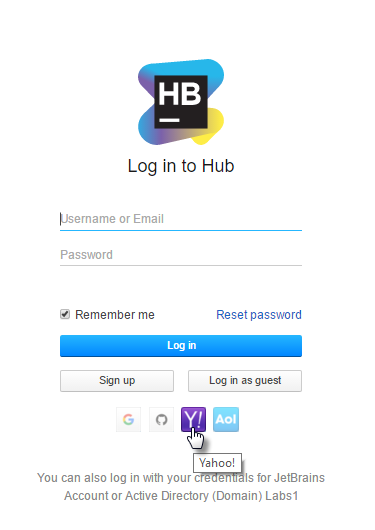 HB
Log in to Hub
Username or Email
Password
Remember me Reset password
Log in
Sign up Log in as guest
G Y! Aol
Yahoo!
You can also log in with your credentials for JetBrains
Account or Active Directory (Domain) Labs1